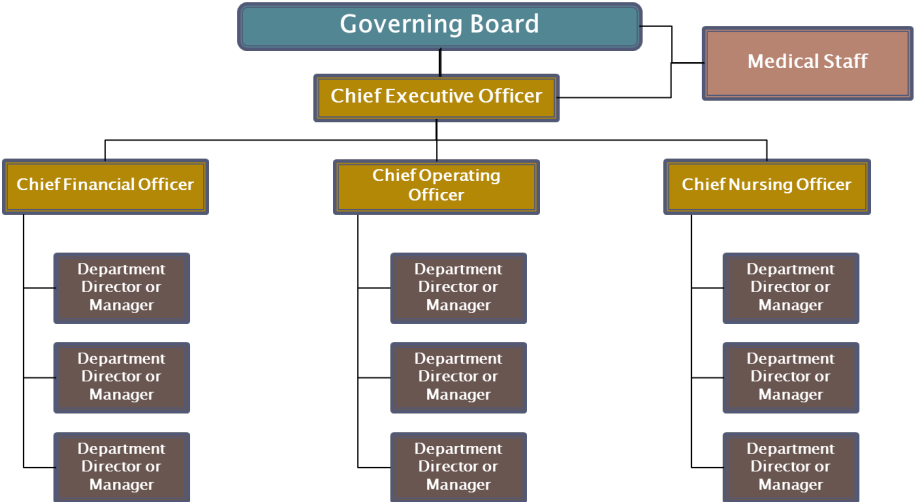 Governing Board
Medical Staff
Chief Executive Officer
Chief Financial Officer
Chief Operating
Officer
Chief Nursing Officer
Department
Director or
Manager
Department
Director or
Manager
Department
Director or
Manager
Department
Director or
Manager
Department
Director or
Manager
Department
Director or
Manager
Department
Director or
Manager
Department
Director or
Manager
Department
Director or
Manager